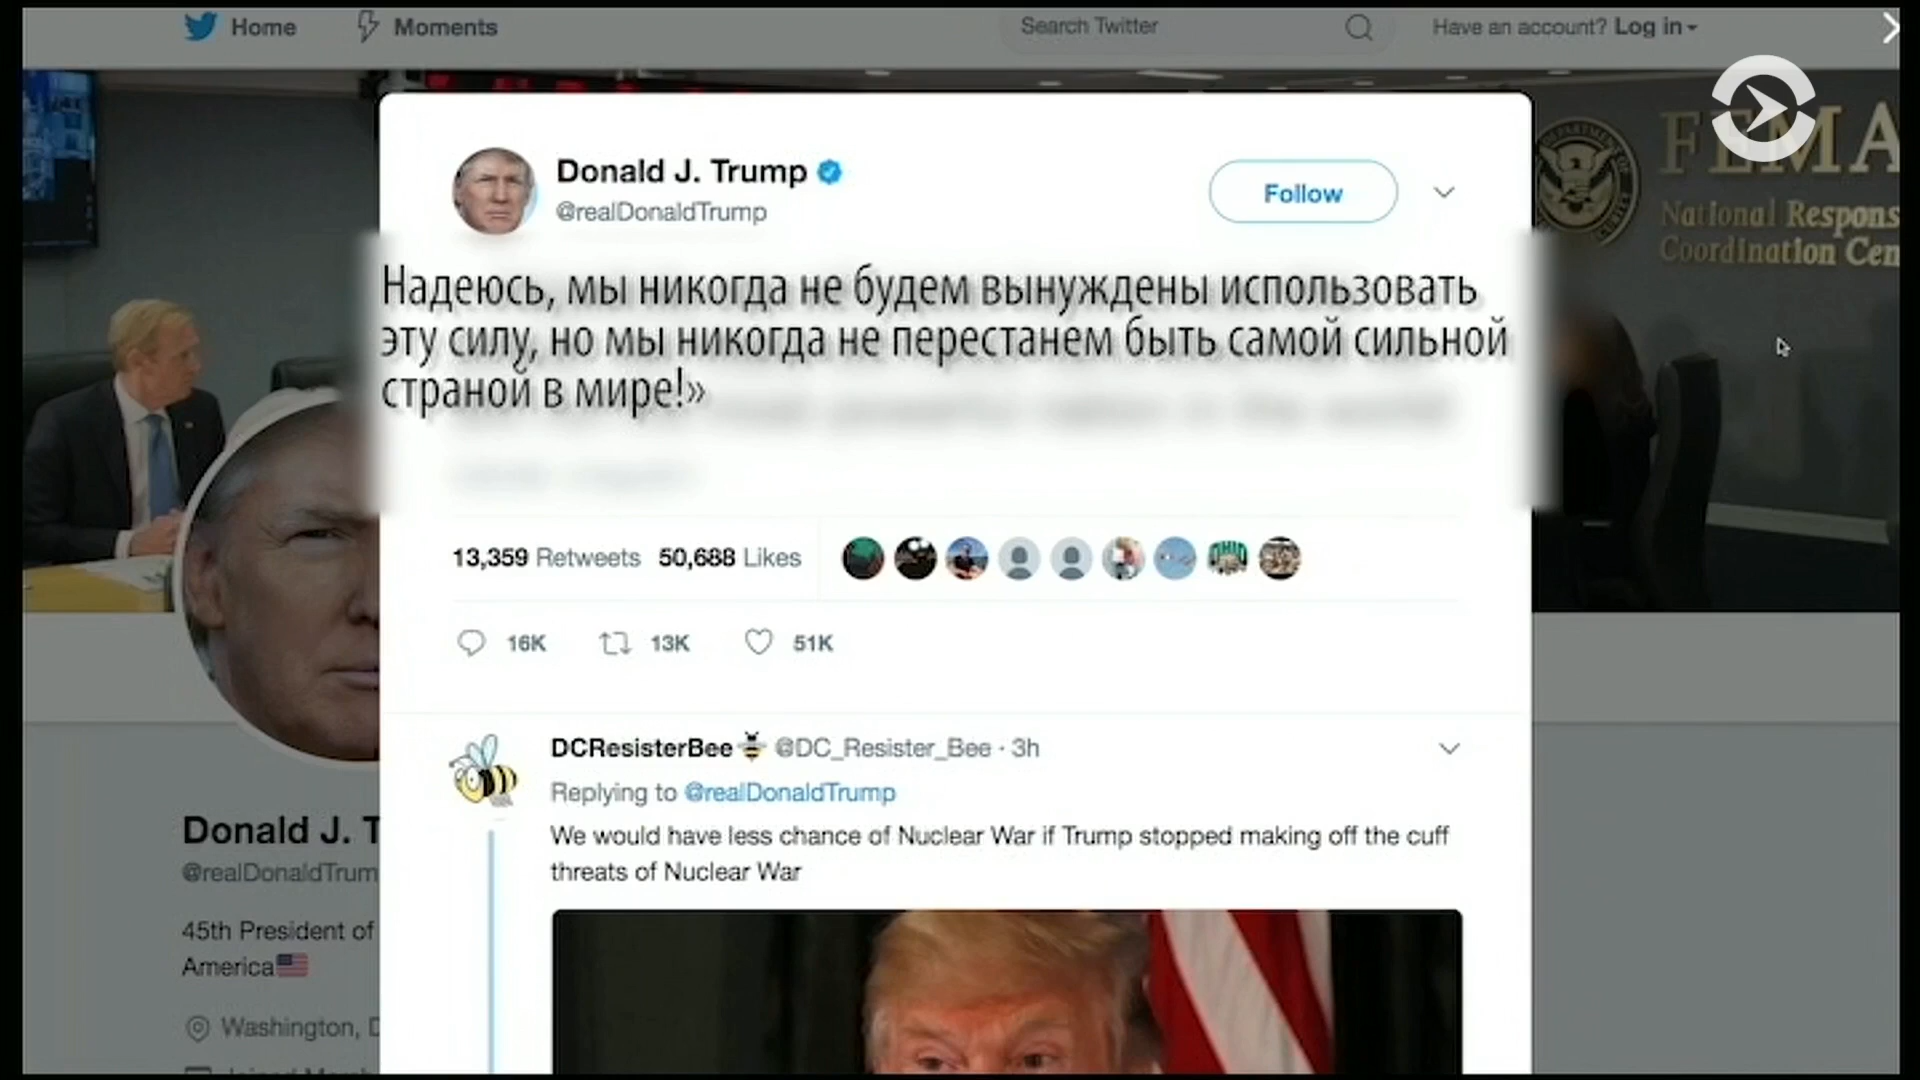 Home Moments Search Twitter Have an account? Log in
FEMA
National Respons
Coordination Cen
Donald J. Trump
@realDonaldTrump
Follow
Надеюсь, мы никогда не будем вынуждены использовать
эту силу, но мы никогда не перестанем быть самой сильной
страной в мире!»
13,359 Retweets 50,688 Likes
OHIO
16K 13K 51K
DCResisterBee @DC_Resister_Bee · 3h
Replying to @realDonaldTrump
We would have less chance of Nuclear War if Trump stopped making off the cuff
threats of Nuclear War
Donald J. T
@realDonaldTrum
45th President of
America
Washington, D